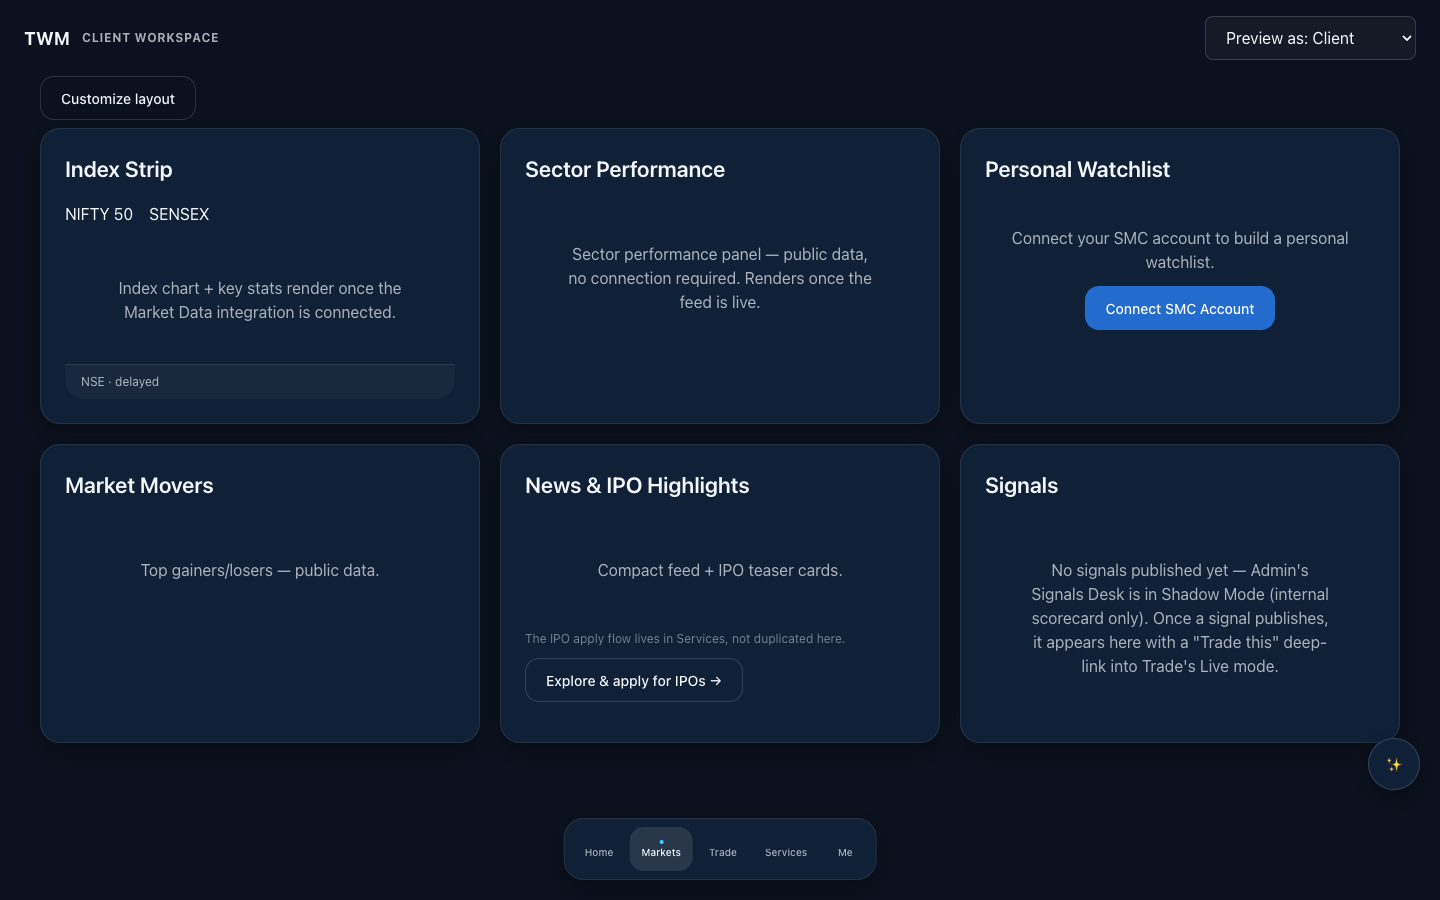 TWM CLIENT WORKSPACE
Preview as: Client
Customize layout
Index Strip
NIFTY 50 SENSEX
Index chart + key stats render once the
Market Data integration is connected.
NSE · delayed
Sector Performance
Sector performance panel — public data,
no connection required. Renders once the
feed is live.
Personal Watchlist
Connect your SMC account to build a personal
watchlist.
Connect SMC Account
Market Movers
Top gainers/losers — public data.
News & IPO Highlights
Compact feed + IPO teaser cards.
The IPO apply flow lives in Services, not duplicated here.
Explore & apply for IPOs →
Signals
No signals published yet — Admin's
Signals Desk is in Shadow Mode (internal
scorecard only). Once a signal publishes,
it appears here with a "Trade this" deep-
link into Trade's Live mode.
Home
Markets
Trade
Services
Me